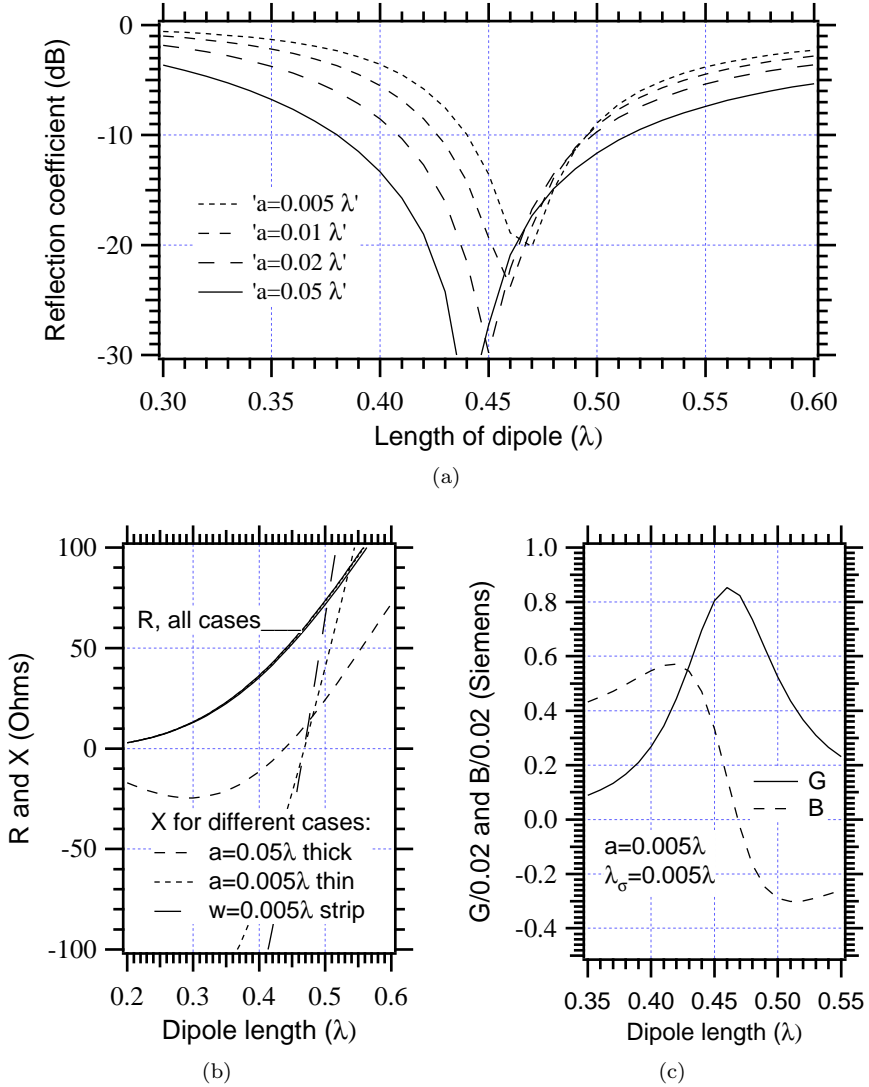 0
-10
-20
-30
Reflection coefficient (dB)
'a=0.005 λ'
'a=0.01 λ'
'a=0.02 λ'
'a=0.05 λ'
0.30 0.35 0.40 0.45 0.50 0.55 0.60
Length of dipole (λ)
(a)
100
50
0
-50
-100
R and X (Ohms)
R, all cases
X for different cases:
a=0.05λ thick
a=0.005λ thin
w=0.005λ strip
0.2 0.3 0.4 0.5 0.6
Dipole length (λ)
(b)
1.0
0.8
0.6
0.4
0.2
0.0
-0.2
-0.4
G/0.02 and B/0.02 (Siemens)
G
B
a=0.005λ
λσ=0.005λ
0.35 0.40 0.45 0.50 0.55
Dipole length (λ)
(c)